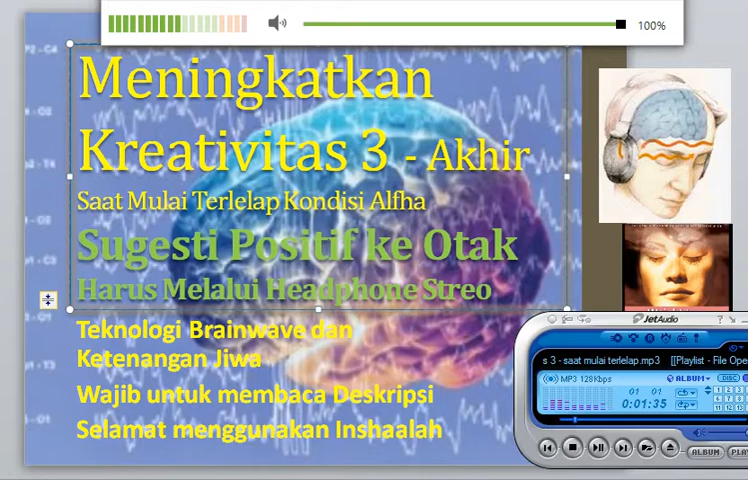 100%
Meningkatkan
Kreativitas 3 - Akhir
Saat Mulai Terlelap Kondisi Alfha
Sugesti Positif ke Otak
Harus Melalui Headphone Streo
Teknologi Brainwave dan
Ketenangan Jiwa
Wajib untuk membaca Deskripsi
Selamat menggunakan Inshaalah
JetAudio
s 3 - saat mulai terlelap.mp3 [[Playlist - File Ope
MP3 128Kbps
ALBUM
DISC
01 01
0:01:35
ALBUM
PLA